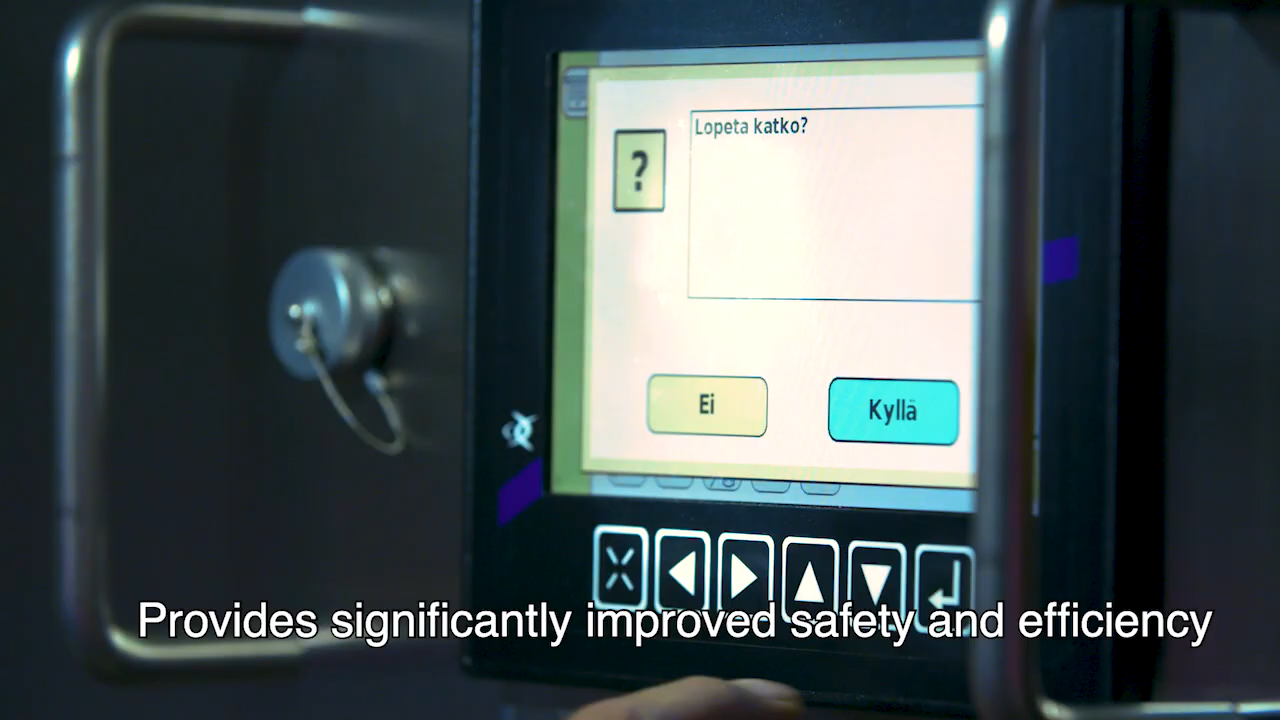 Lopeta katko?
?
Ei
Kyllä
Provides significantly improved safety and efficiency